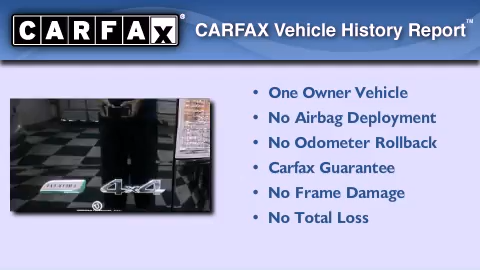 CARFAX®
CARFAX Vehicle History Report™
One Owner Vehicle
No Airbag Deployment
No Odometer Rollback
Carfax Guarantee
No Frame Damage
No Total Loss
4x4